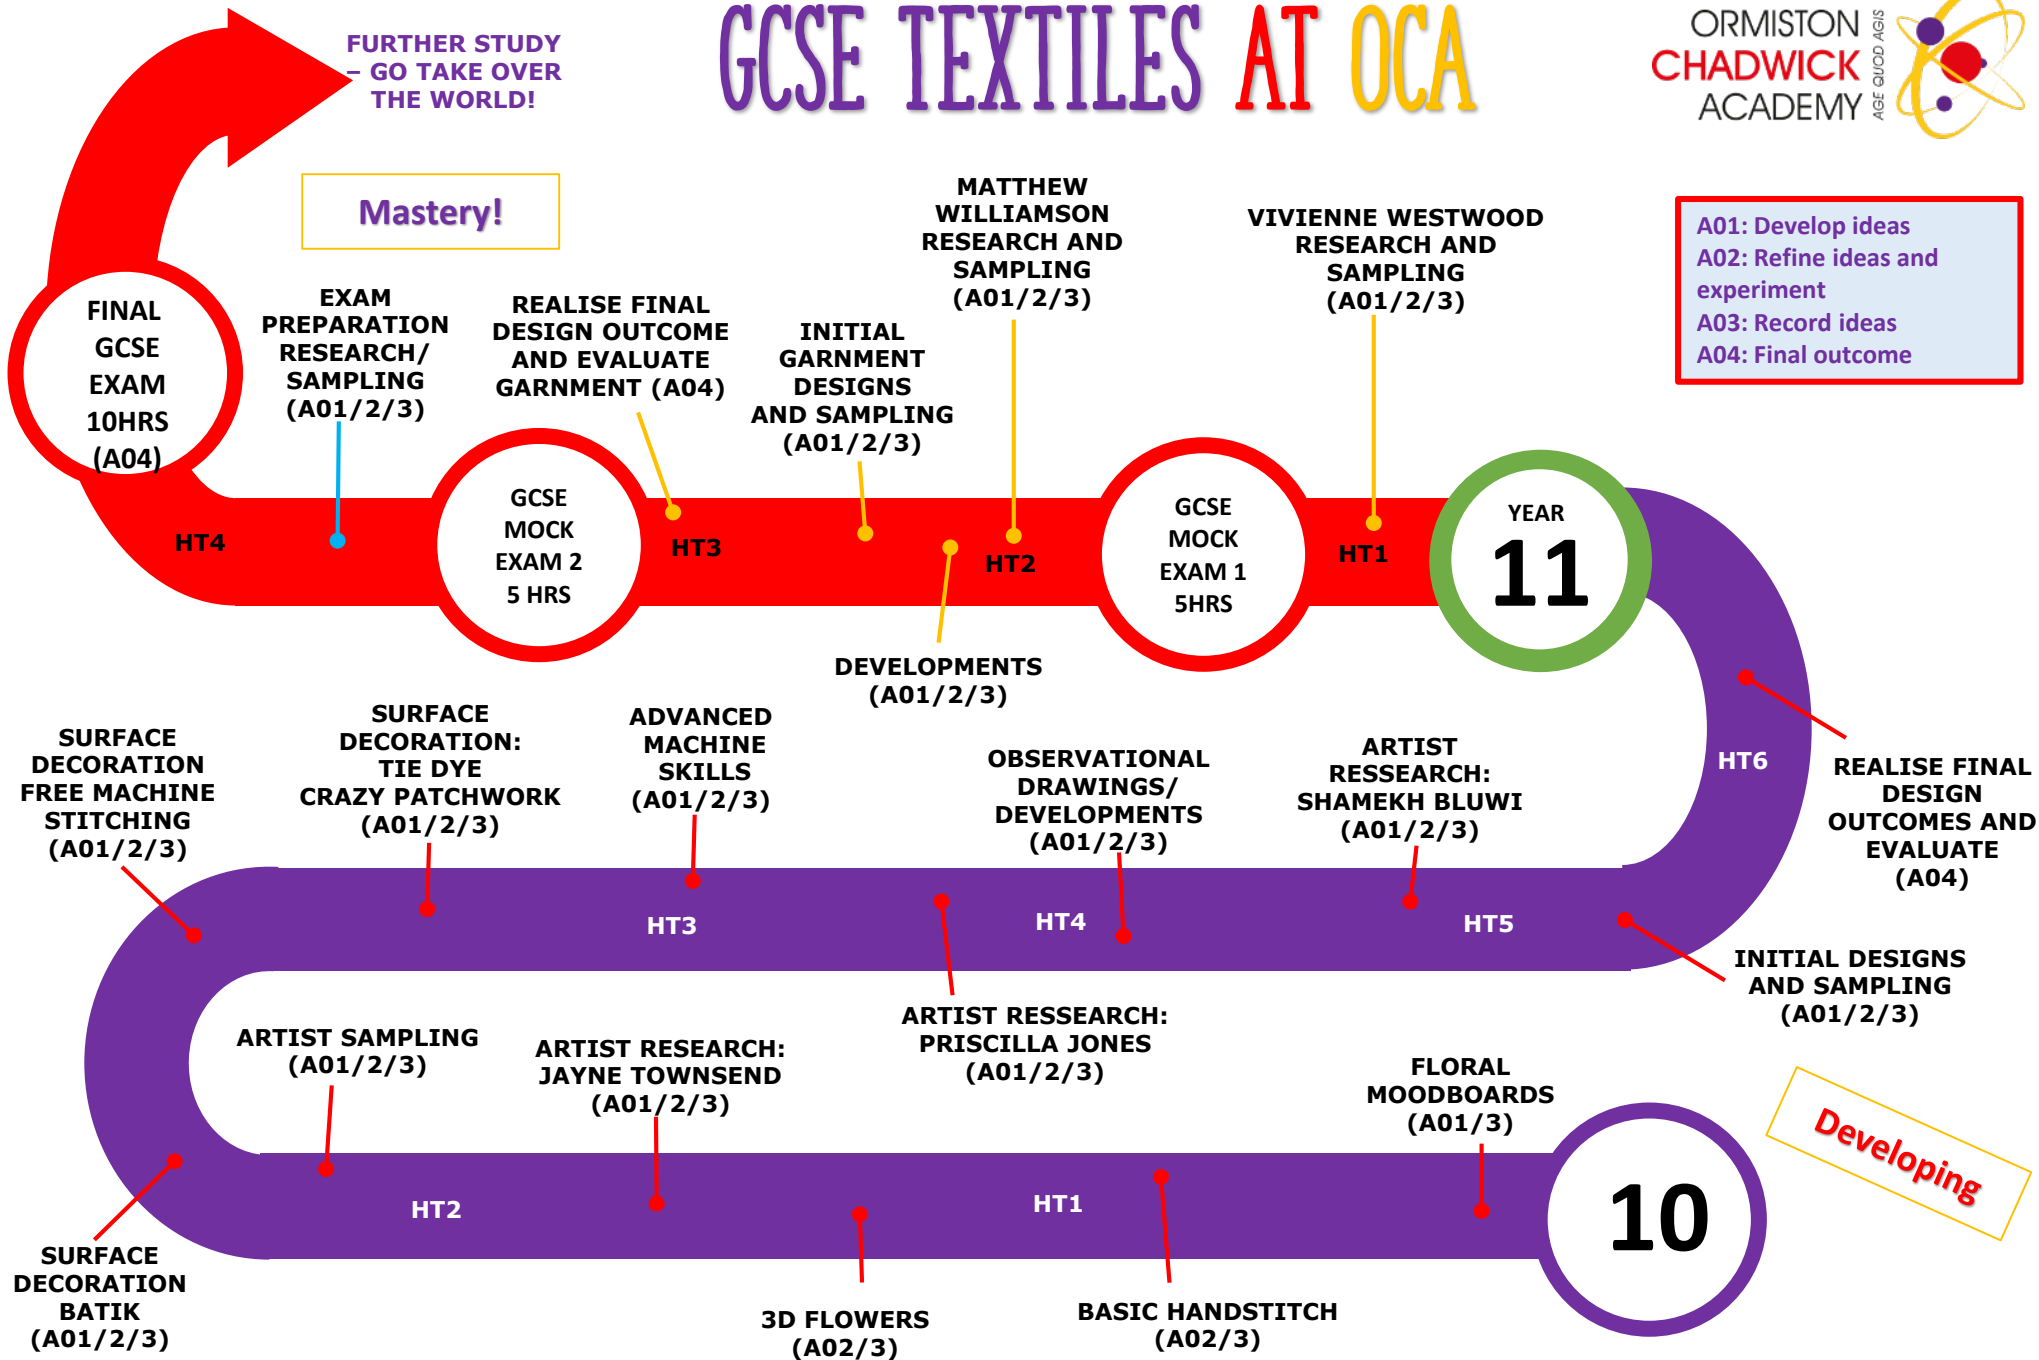 GCSE TEXTILES AT OCA
ORMISTON
CHADWICK
ACADEMY
AGE QUOD AGIS
FURTHER STUDY
– GO TAKE OVER
THE WORLD!
Mastery!
A01: Develop ideas
A02: Refine ideas and
experiment
A03: Record ideas
A04: Final outcome
FINAL
GCSE
EXAM
10HRS
(A04)
EXAM
PREPARATION
RESEARCH/
SAMPLING
(A01/2/3)
REALISE FINAL
DESIGN OUTCOME
AND EVALUATE
GARNMENT (A04)
INITIAL
GARNMENT
DESIGNS
AND SAMPLING
(A01/2/3)
MATTHEW
WILLIAMSON
RESEARCH AND
SAMPLING
(A01/2/3)
VIVIENNE WESTWOOD
RESEARCH AND
SAMPLING
(A01/2/3)
HT4
GCSE
MOCK
EXAM 2
5 HRS
HT3
HT2
GCSE
MOCK
EXAM 1
5HRS
HT1
YEAR
11
DEVELOPMENTS
(A01/2/3)
SURFACE
DECORATION
FREE MACHINE
STITCHING
(A01/2/3)
SURFACE
DECORATION:
TIE DYE
CRAZY PATCHWORK
(A01/2/3)
ADVANCED
MACHINE
SKILLS
(A01/2/3)
OBSERVATIONAL
DRAWINGS/
DEVELOPMENTS
(A01/2/3)
ARTIST
RESSEARCH:
SHAMEKH BLUWI
(A01/2/3)
HT6
REALISE FINAL
DESIGN
OUTCOMES AND
EVALUATE
(A04)
HT3
HT4
HT5
INITIAL DESIGNS
AND SAMPLING
(A01/2/3)
ARTIST SAMPLING
(A01/2/3)
ARTIST RESEARCH:
JAYNE TOWNSEND
(A01/2/3)
ARTIST RESSEARCH:
PRISCILLA JONES
(A01/2/3)
FLORAL
MOODBOARDS
(A01/3)
Developing
HT2
HT1
10
SURFACE
DECORATION
BATIK
(A01/2/3)
3D FLOWERS
(A02/3)
BASIC HANDSTITCH
(A02/3)